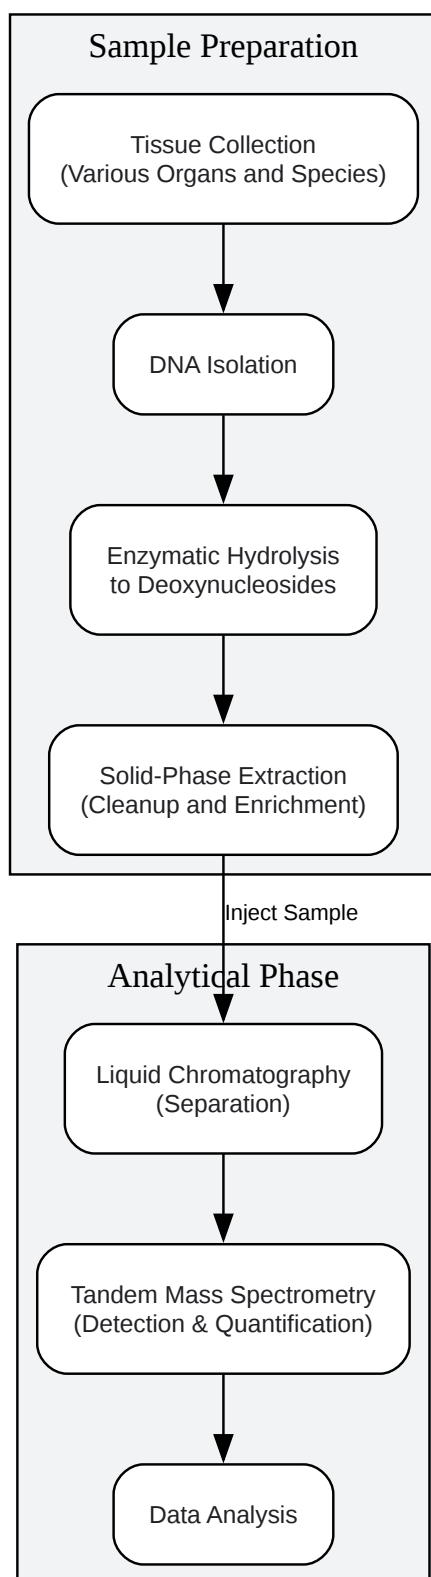 Sample Preparation
Tissue Collection
(Various Organs and Species)
DNA Isolation
Enzymatic Hydrolysis
to Deoxynucleosides
Solid-Phase Extraction
(Cleanup and Enrichment)
Inject Sample
Analytical Phase
Liquid Chromatography
(Separation)
Tandem Mass Spectrometry
(Detection & Quantification)
Data Analysis